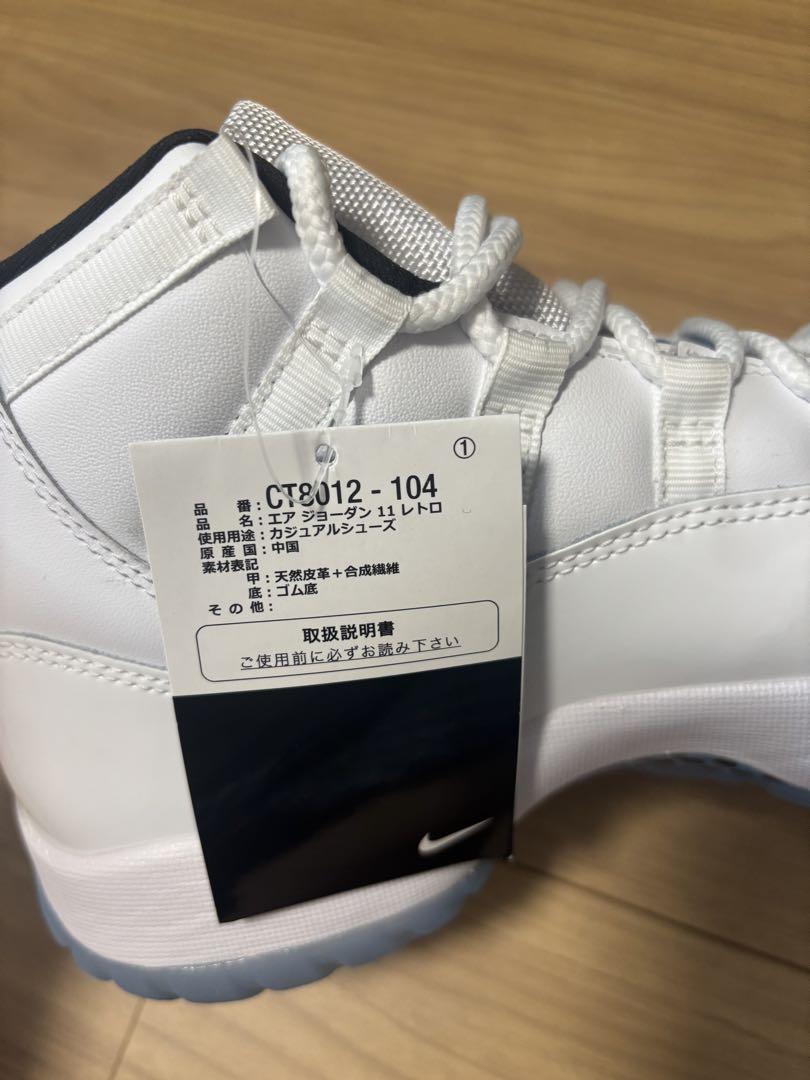 ①
品番：CT8012 - 104
品名：エア ジョーダン 11 レトロ
使用用途：カジュアルシューズ
原産国：中国
素材表記
甲：天然皮革＋合成繊維
底：ゴム底
その他：
取扱説明書
ご使用前に必ずお読み下さい